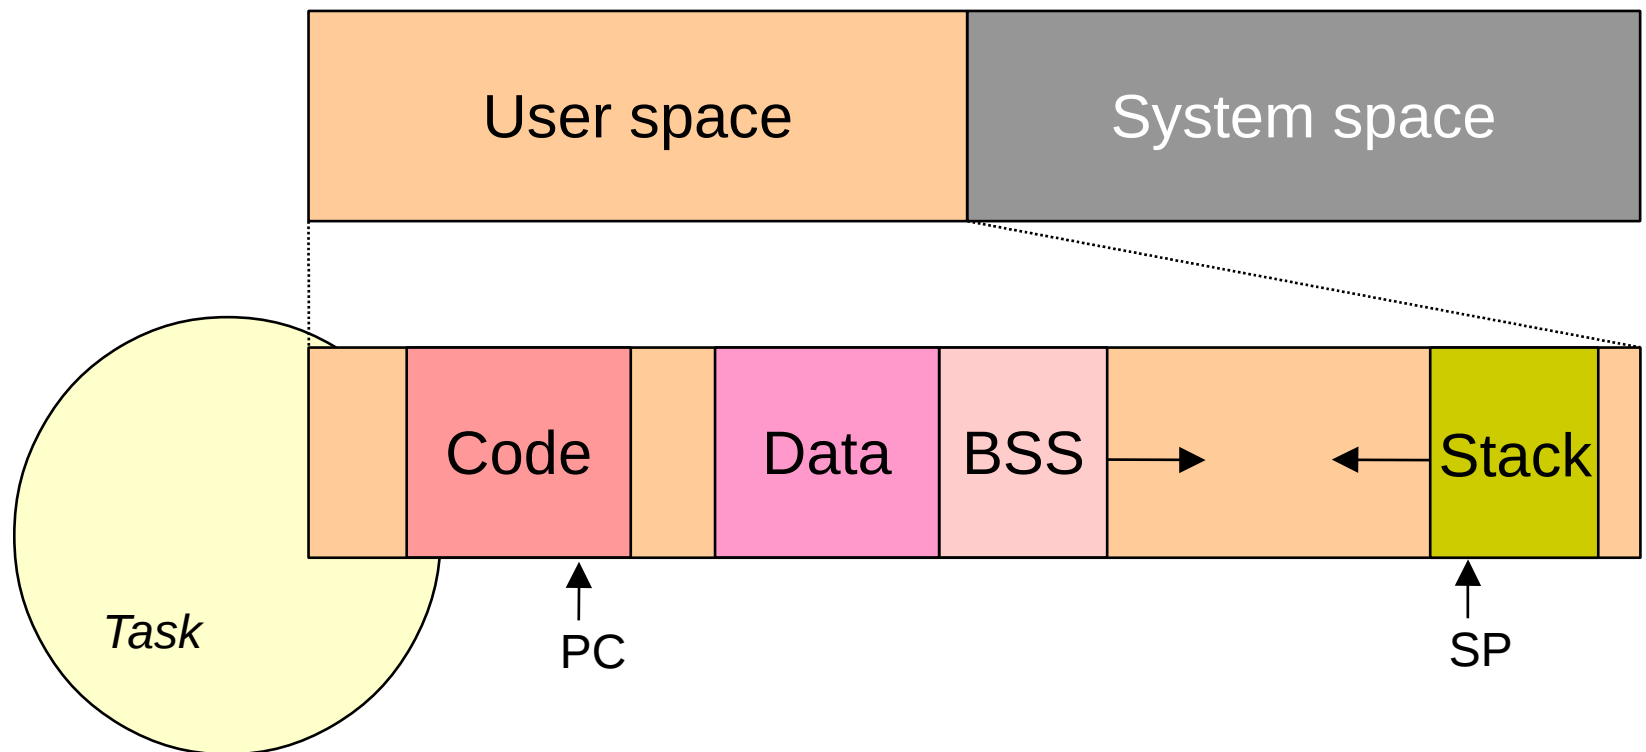 User space
System space
Code
Data
BSS
Stack
Task
PC
SP